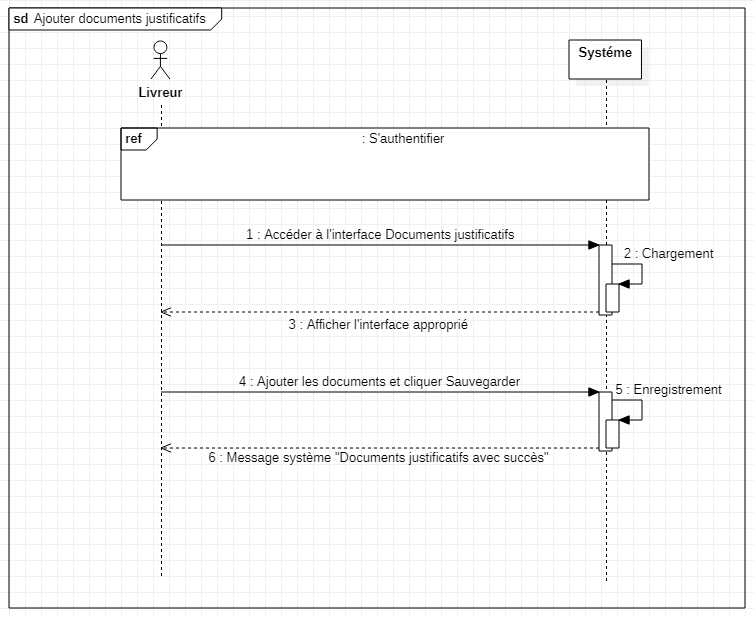 sd Ajouter documents justificatifs
Livreur
Systéme
ref
: S'authentifier
1 : Accéder à l'interface Documents justificatifs
2 : Chargement
3 : Afficher l'interface approprié
4 : Ajouter les documents et cliquer Sauvegarder
5 : Enregistrement
6 : Message système "Documents justificatifs avec succès"